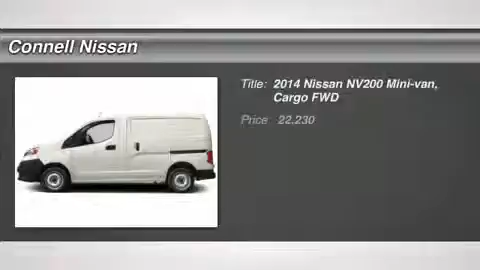 Connell Nissan
Title: 2014 Nissan NV200 Mini-van,
Cargo FWD
Price 22,230